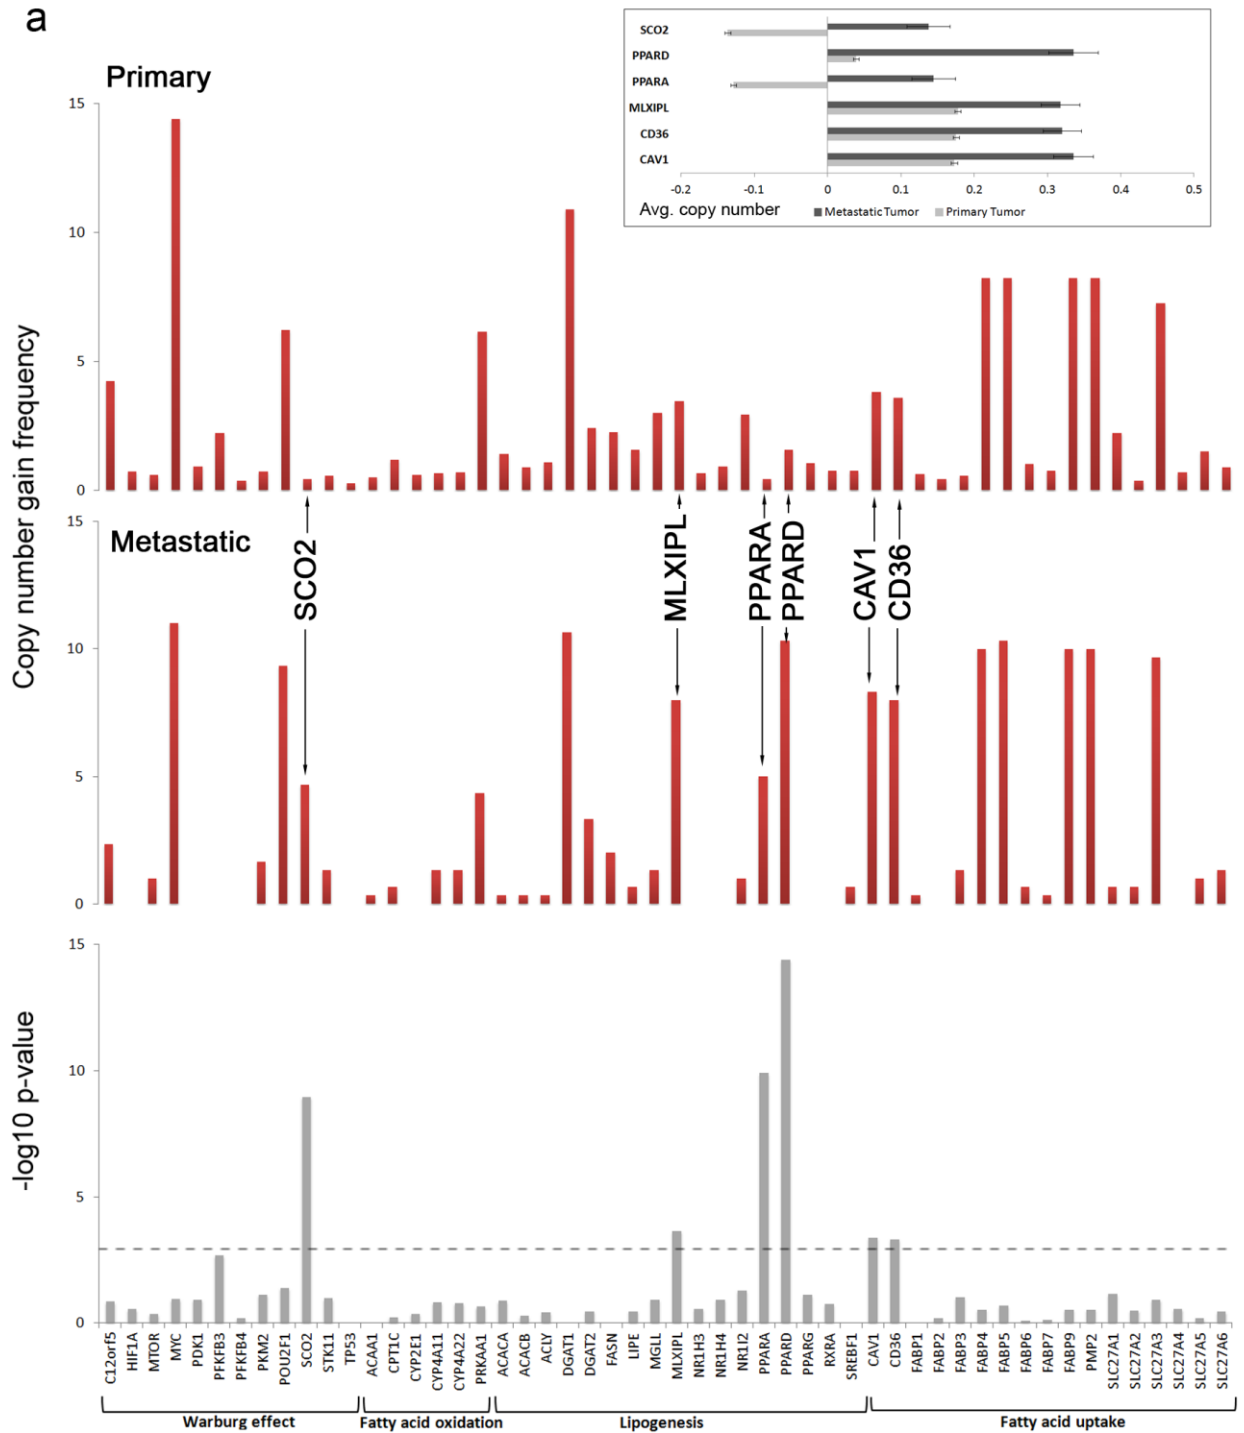 a
SCO2
PPARD
PPARA
MLXIPL
CD36
CAV1
-0.2 -0.1 0 0.1 0.2 0.3 0.4 0.5
Avg. copy number Metastatic Tumor Primary Tumor
Primary
15
10
5
0
Copy number gain frequency
SCO2
MLXIPL
PPARA
PPARD
CAV1
CD36
Metastatic
15
10
5
0
-log10 p-value
15
10
5
0
C12orf5 HIF1A MTOR MYC PDK1 PFKFB3 PFKFB4 PKM2 POU2F1 SCO2 STK11 TP53 ACAA1 CPT1C CYP2E1 CYP4A11 CYP4A22 PRKAA1 ACACA ACACB ACLY DGAT1 DGAT2 FASN LIPE MGLL MLXIPL NR1H3 NR1H4 NR1I2 PPARA PPARD PPARG RXRA SREBF1 CAV1 CD36 FABP1 FABP2 FABP3 FABP4 FABP5 FABP6 FABP7 FABP9 PMP2 SLC27A1 SLC27A2 SLC27A3 SLC27A4 SLC27A5 SLC27A6
Warburg effect Fatty acid oxidation Lipogenesis Fatty acid uptake